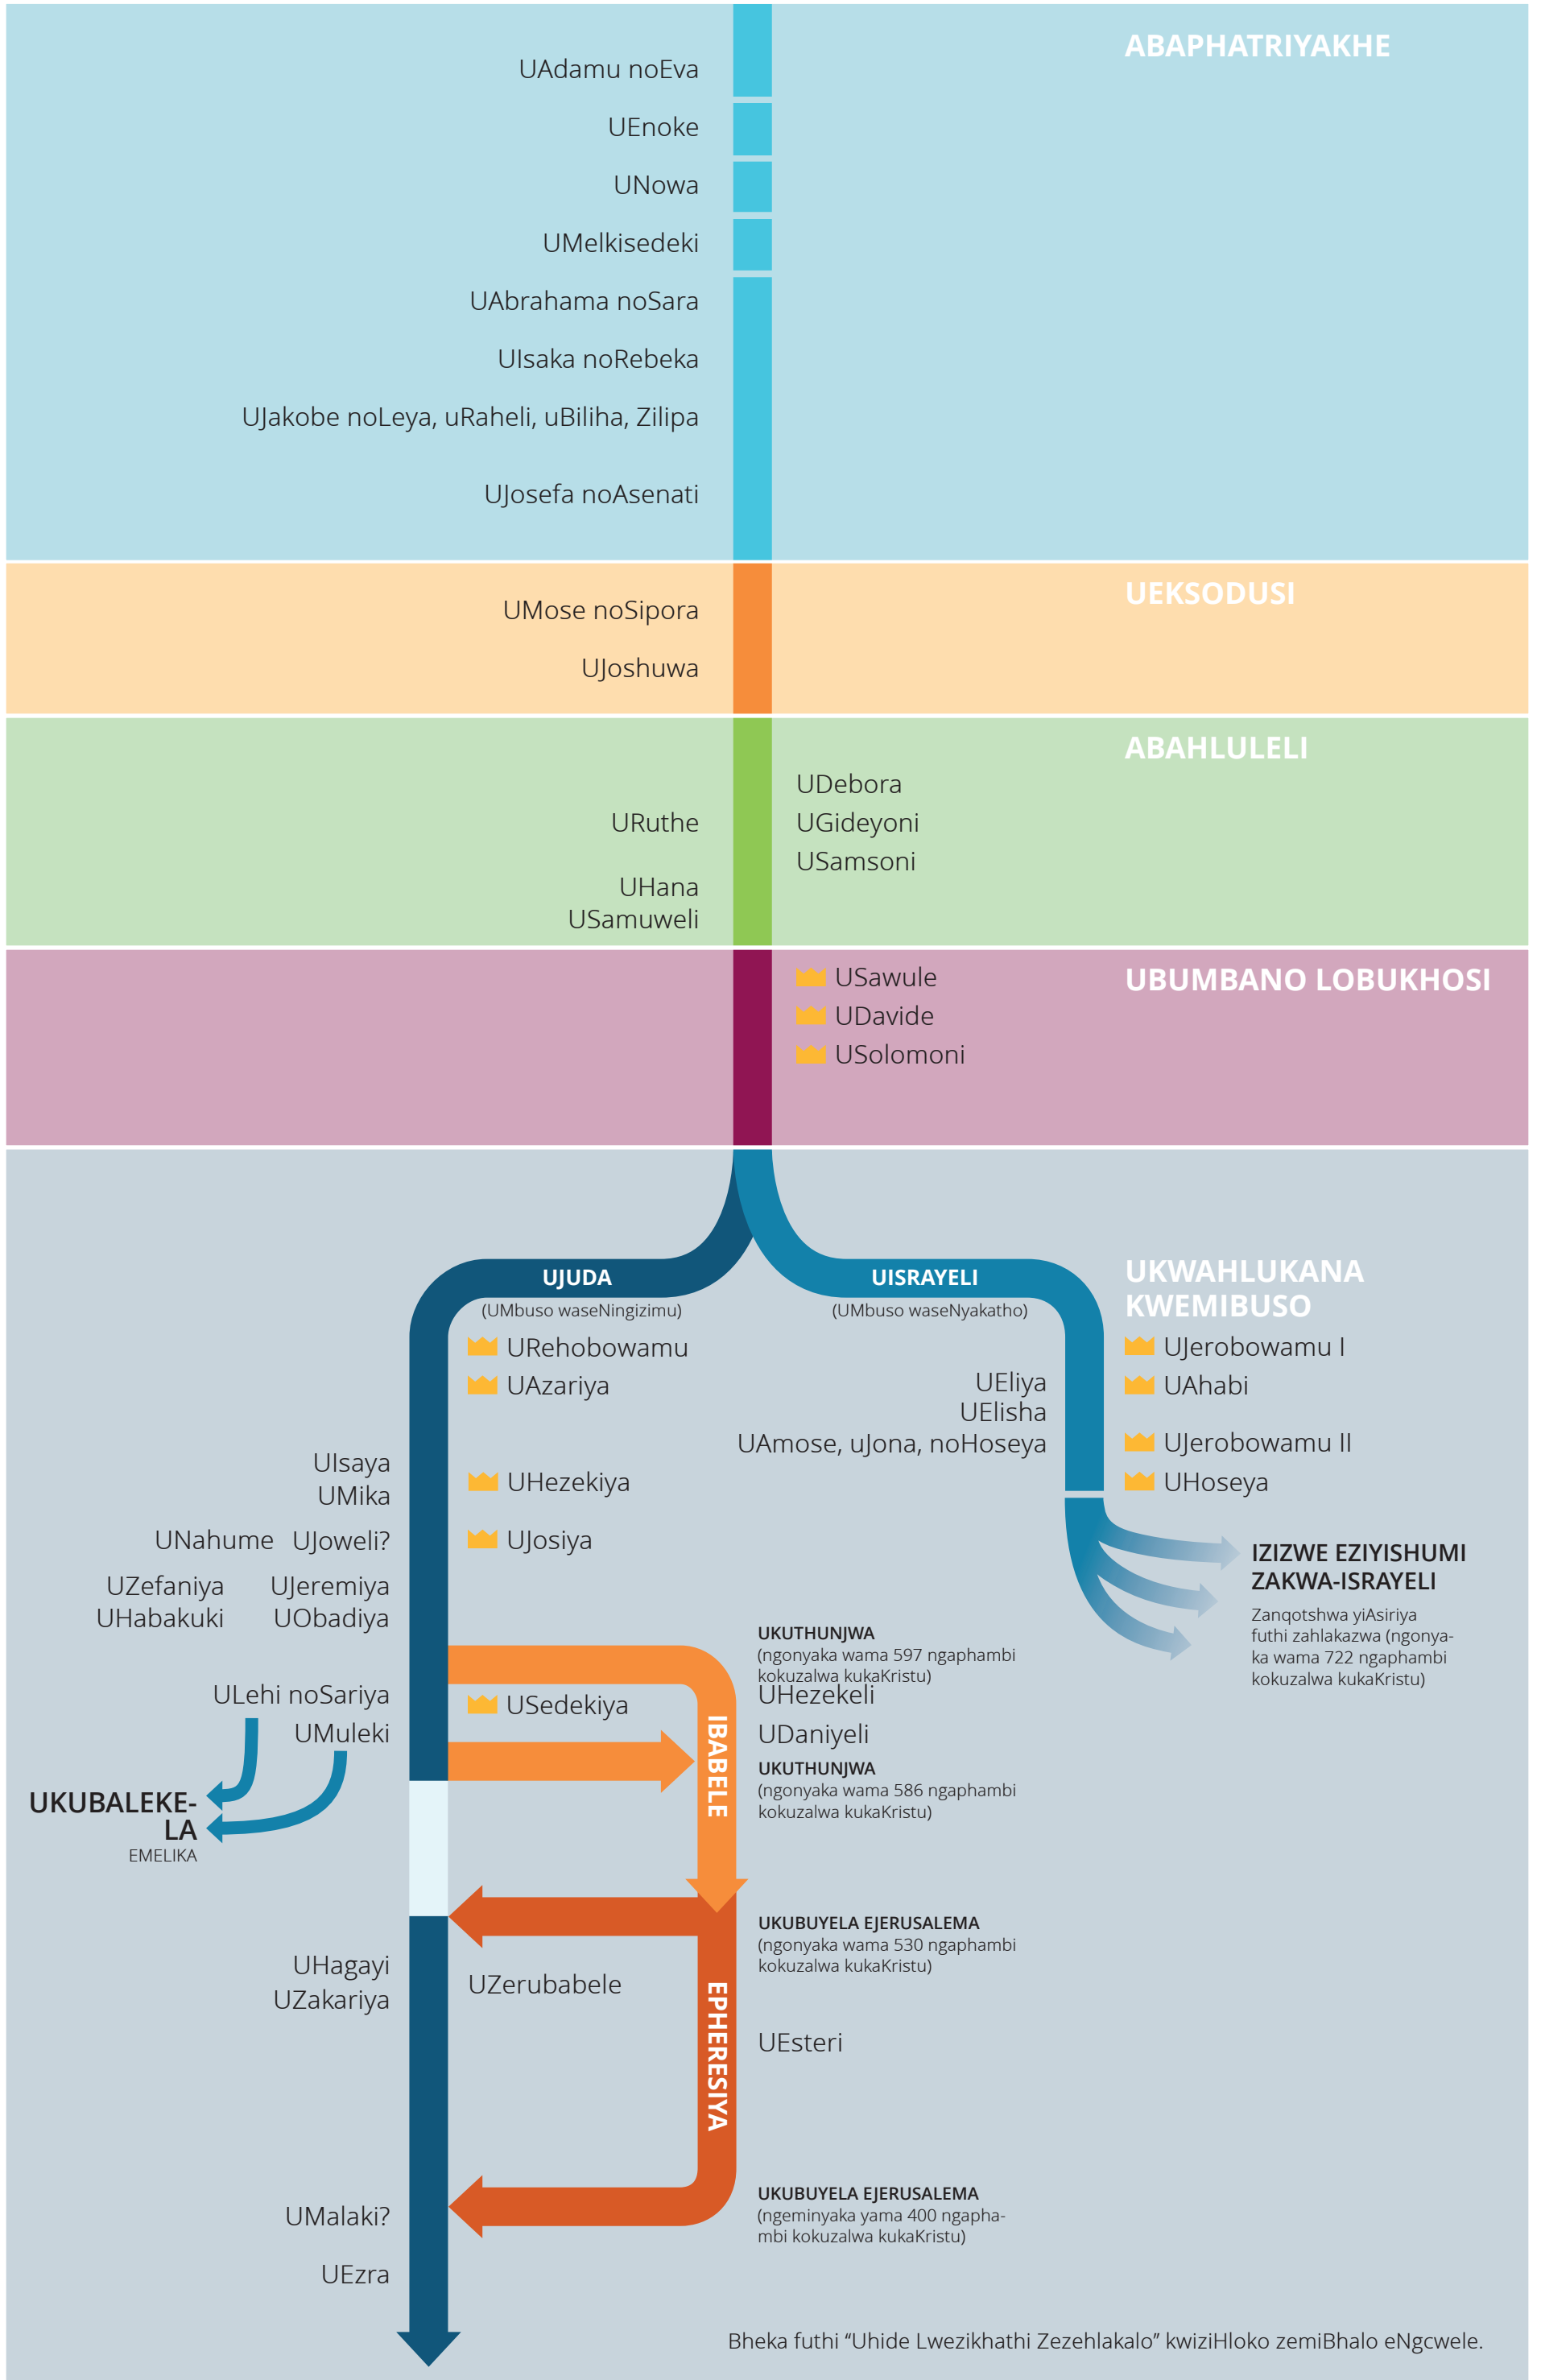 ABAPHATRIYAKHE
UAdamu noEva
UEnoke
UNowa
UMelkisedeki
UAbrahama noSara
UIsaka noRebeka
UJakobe noLeya, uRaheli, uBiliha, Zilipa
UJosefa noAsenati
UEKSODUSI
UMose noSipora
UJoshuwa
ABAHLULELI
UDebora
URuthe
UGideyoni
USamsoni
UHana
USamuweli
UBUMBANO LOBUKHOSI
USawule
UDavide
USolomoni
UKWAHLUKANA
KWEMIBUSO
UJUDA
(UMbuso waseNingizimu)
UISRAYELI
(UMbuso waseNyakatho)
URehobowamu
UAzariya
UHezekiya
UJosiya
UEliya
UElisha
UAmose, uJona, noHoseya
UJerobowamu I
UAhabi
UJerobowamu II
UHoseya
IZIZWE EZIYISHUMI
ZAKWA-ISRAYELI
Zanqotshwa yiAsiriya
futhi zahlakazwa (ngonya-
ka wama 722 ngaphambi
kokuzalwa kukaKristu)
UIsaya
UMika
UNahume
UJoweli?
UZefaniya
UJeremiya
UHabakuki
UObadiya
ULehi noSariya
UMuleki
UKUBALEKE-
LA
EMELIKA
USedekiya
IBABELE
UKUTHUNJWA
(ngonyaka wama 597 ngaphambi
kokuzalwa kukaKristu)
UHezekeli
UDaniyeli
UKUTHUNJWA
(ngonyaka wama 586 ngaphambi
kokuzalwa kukaKristu)
UKUBUYELA EJERUSALEMA
(ngonyaka wama 530 ngaphambi
kokuzalwa kukaKristu)
UHagayi
UZakariya
UZerubabele
EPHERESIYA
UEsteri
UKUBUYELA EJERUSALEMA
(ngeminyaka yama 400 ngapha-
mbi kokuzalwa kukaKristu)
UMalaki?
UEzra
Bheka futhi “Uhide Lwezikhathi Zezehlakalo” kwiziHloko zemiBhalo eNgcwele.